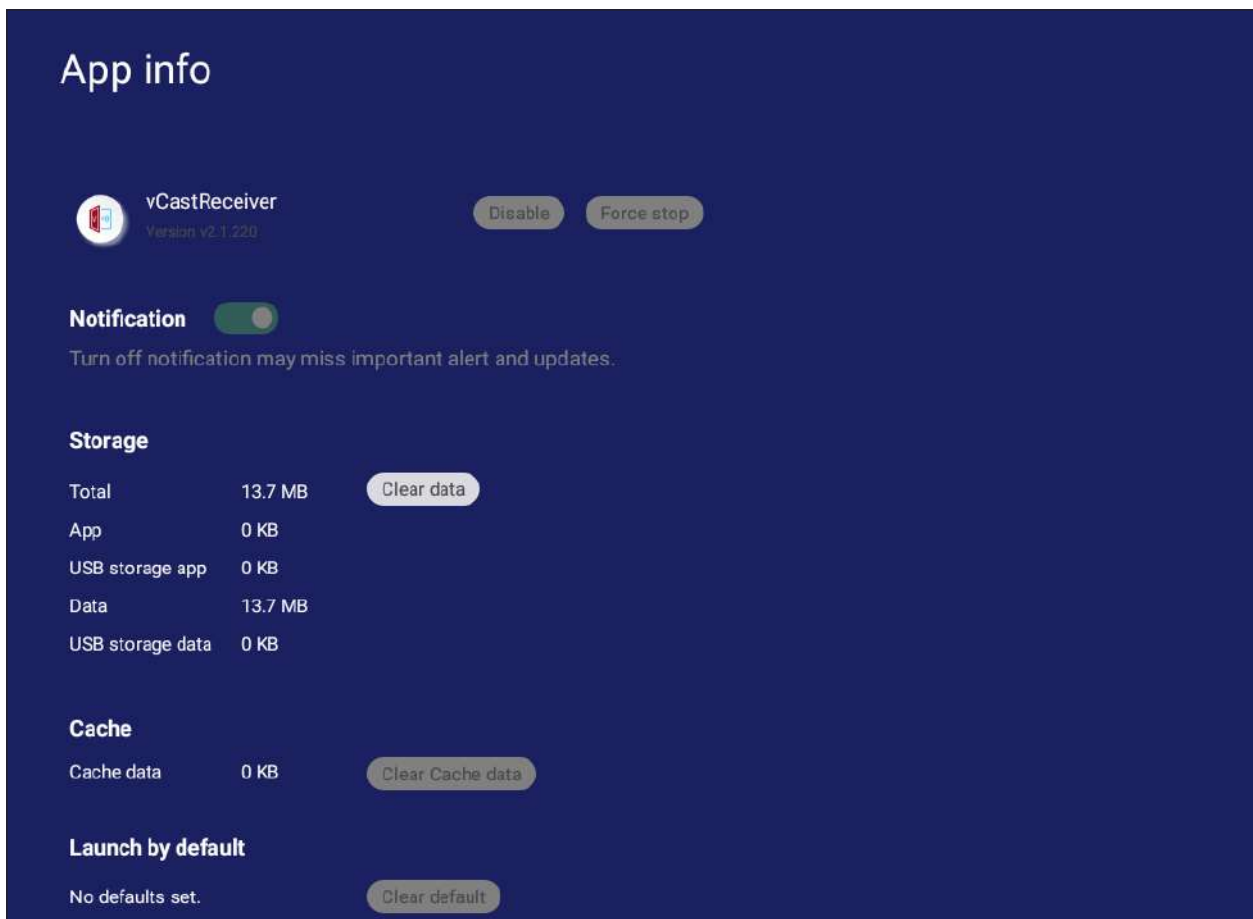 App info
vCastReceiver
Disable
Force stop
Version v2.1.220
Notification
Turn off notification may miss important alert and updates.
Storage
Total 13.7 MB Clear data
App 0 KB
USB storage app 0 KB
Data 13.7 MB
USB storage data 0 KB
Cache
Cache data 0 KB Clear Cache data
Launch by default
No defaults set. Clear default